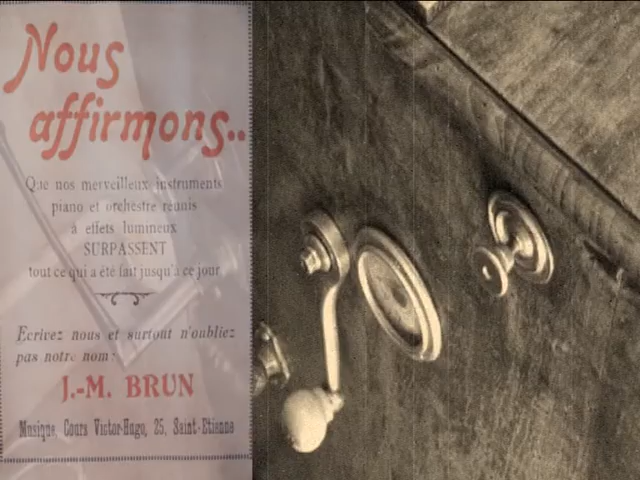 Nous
affirmons..
Que nos merveilleux instruments
piano et orchestre réunis
à effets lumineux
SURPASSENT
tout ce qui a été fait jusqu'à ce jour
Ecrivez nous et surtout n'oubliez
pas notre nom:
J.-M. BRUN
Musique, Cours Victor-Hugo, 25, Saint-Etienne